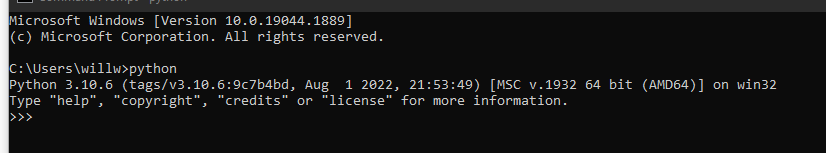 Microsoft Windows [Version 10.0.19044.1889]
(c) Microsoft Corporation. All rights reserved.
C:\Users\willw>python
Python 3.10.6 (tags/v3.10.6:9c7b4bd, Aug  1 2022, 21:53:49) [MSC v.1932 64 bit (AMD64)] on win32
Type "help", "copyright", "credits" or "license" for more information.
>>>